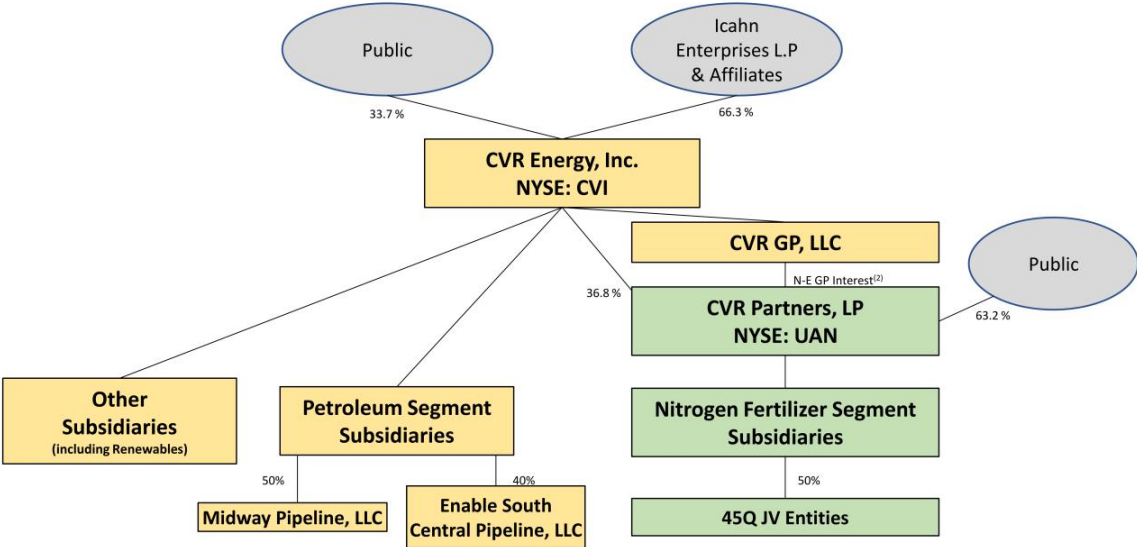 Public
Icahn
Enterprises L.P
& Affiliates
33.7 %
66.3 %
CVR Energy, Inc.
NYSE: CVI
CVR GP, LLC
Public
N-E GP Interest(2)
36.8 %
CVR Partners, LP
NYSE: UAN
63.2 %
Other
Subsidiaries
(including Renewables)
Petroleum Segment
Subsidiaries
Nitrogen Fertilizer Segment
Subsidiaries
50%
40%
50%
Midway Pipeline, LLC
Enable South
Central Pipeline, LLC
45Q JV Entities